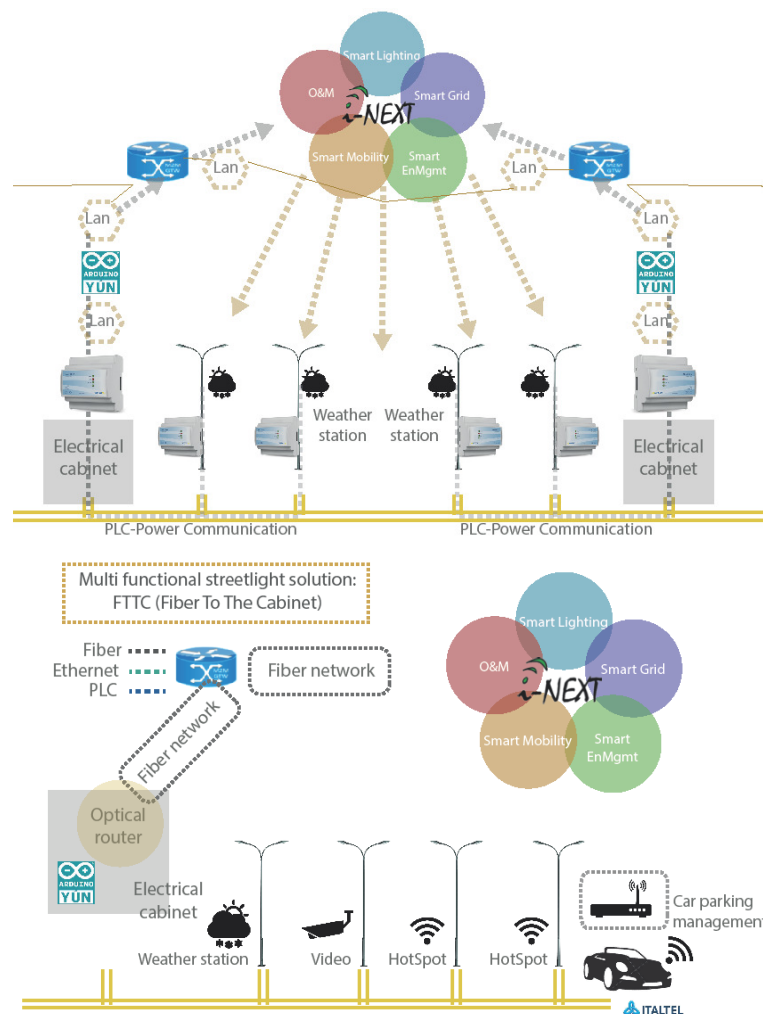 Smart Lighting
O&M
Smart Grid
i-NEXT
Smart Mobility
Smart
EnMgmt
Lan
Lan
Lan
Lan
ARDUINO
YÚN
ARDUINO
YÚN
Lan
Lan
Weather
station
Weather
station
Electrical
cabinet
Electrical
cabinet
PLC-Power Communication
PLC-Power Communication
Multi functional streetlight solution:
FTTC (Fiber To The Cabinet)
Fiber
Ethernet
PLC
Fiber network
Fiber network
Smart Lighting
O&M
Smart Grid
i-NEXT
Smart Mobility
Smart
EnMgmt
Optical
router
ARDUINO
YÚN
Electrical
cabinet
Weather station
Video
HotSpot
HotSpot
Car parking
management
ITALTEL